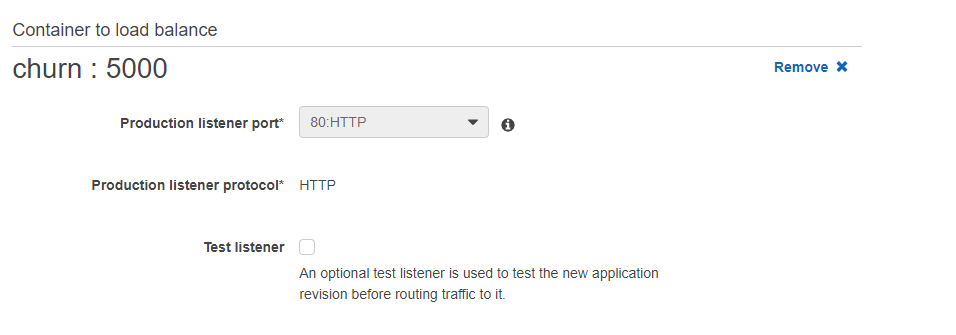 Container to load balance
churn : 5000
Remove ✖
Production listener port*
80:HTTP
Production listener protocol*
HTTP
Test listener
An optional test listener is used to test the new application
revision before routing traffic to it.